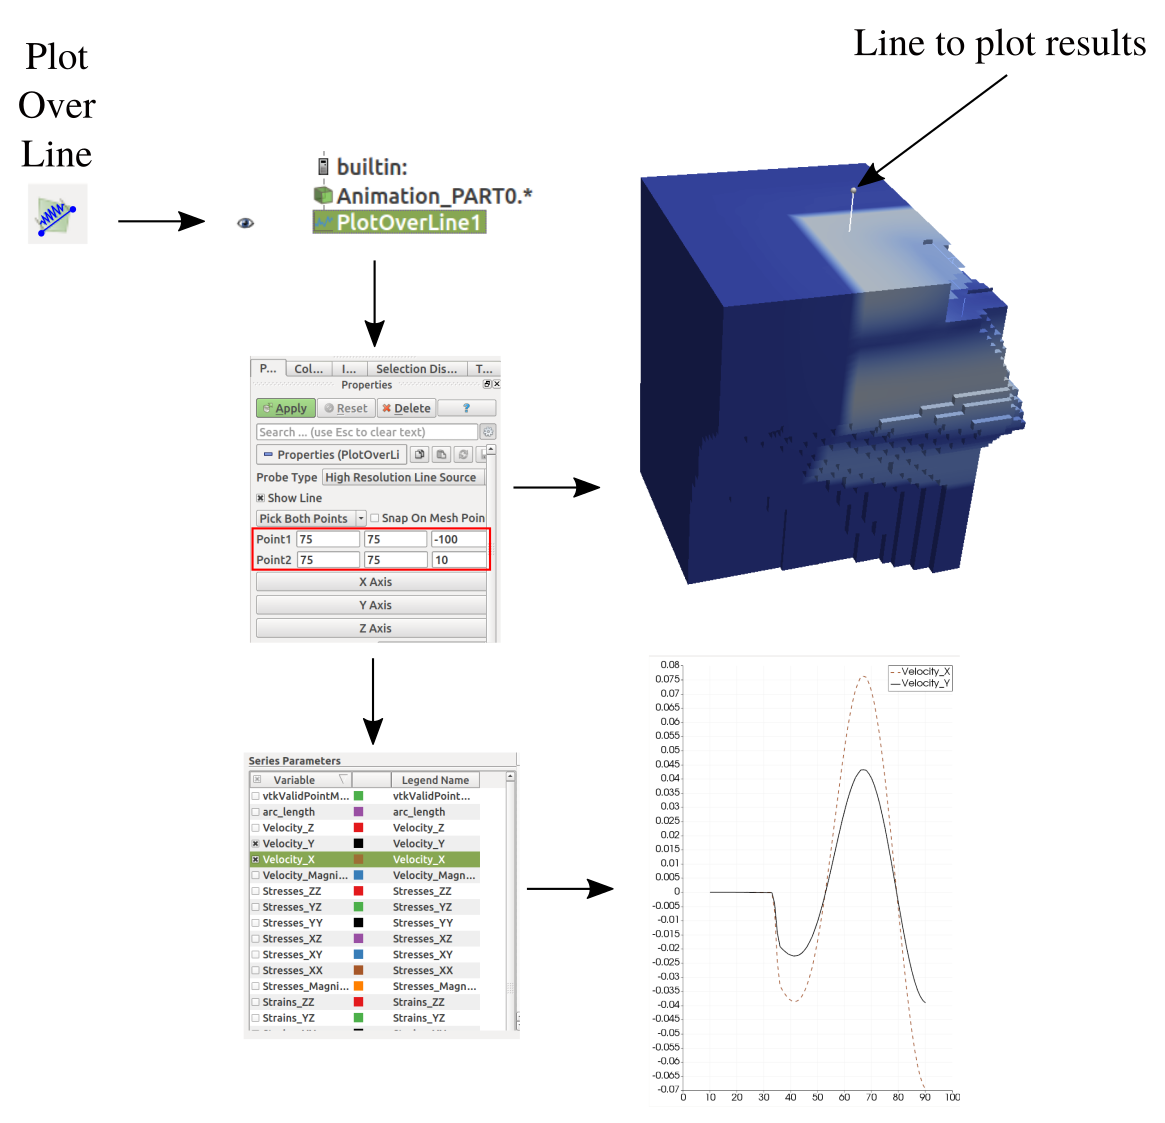 Plot
Over
Line
Line to plot results
builtin:
Animation_PART0.*
PlotOverLine1
P... Col... I... Selection Dis... T...
Properties
Apply Reset Delete ?
Search ... (use Esc to clear text)
Properties (PlotOverLi
Probe Type High Resolution Line Source
Show Line
Pick Both Points Snap On Mesh Poin
Point1 75 75 -100
Point2 75 75 10
X Axis
Y Axis
Z Axis
Series Parameters
Variable Legend Name
vtkValidPointM... vtkValidPoint...
arc_length arc_length
Velocity_Z Velocity_Z
Velocity_Y Velocity_Y
Velocity_X Velocity_X
Velocity_Magni... Velocity_Magn...
Stresses_ZZ Stresses_ZZ
Stresses_YZ Stresses_YZ
Stresses_YY Stresses_YY
Stresses_XZ Stresses_XZ
Stresses_XY Stresses_XY
Stresses_XX Stresses_XX
Stresses_Magni... Stresses_Magn...
Strains_ZZ Strains_ZZ
Strains_YZ Strains_YZ
Velocity_X
Velocity_Y
0.08
0.075
0.07
0.065
0.06
0.055
0.05
0.045
0.04
0.035
0.03
0.025
0.02
0.015
0.01
0.005
0
-0.005
-0.01
-0.015
-0.02
-0.025
-0.03
-0.035
-0.04
-0.045
-0.05
-0.055
-0.06
-0.065
-0.07
0 10 20 30 40 50 60 70 80 90 100